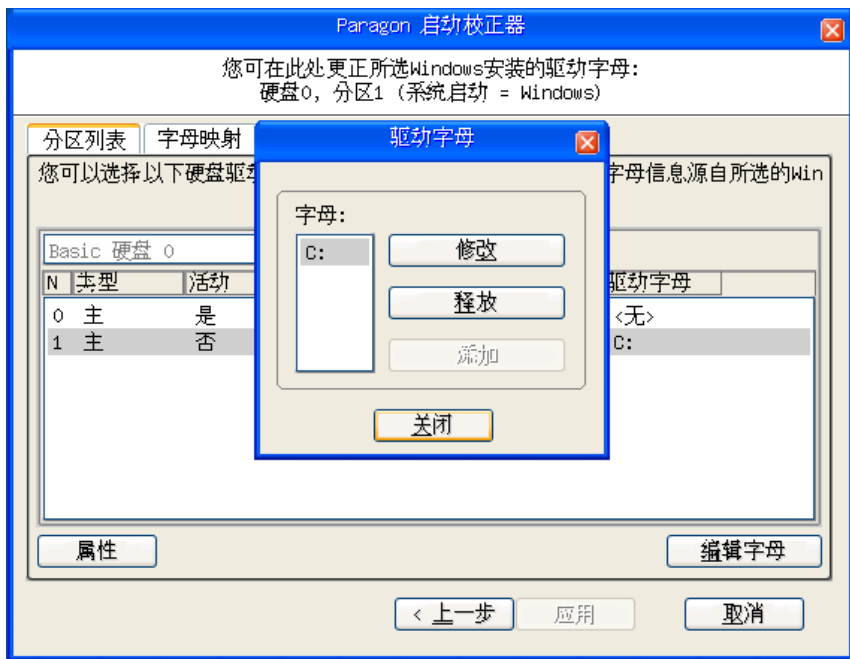 Paragon 启动校正器
您可在此处更正所选Windows安装的驱动字母:
硬盘0, 分区1 (系统启动 = Windows)
分区列表 字母映射
您可以选择以下硬盘驱 字母信息源自所选的Win
Basic 硬盘 0
N 类型 活动 驱动字母
0 主 是 <无>
1 主 否 C:
驱动字母
字母:
C:
修改
释放
添加
关闭
属性 编辑字母
< 上一步 应用 取消